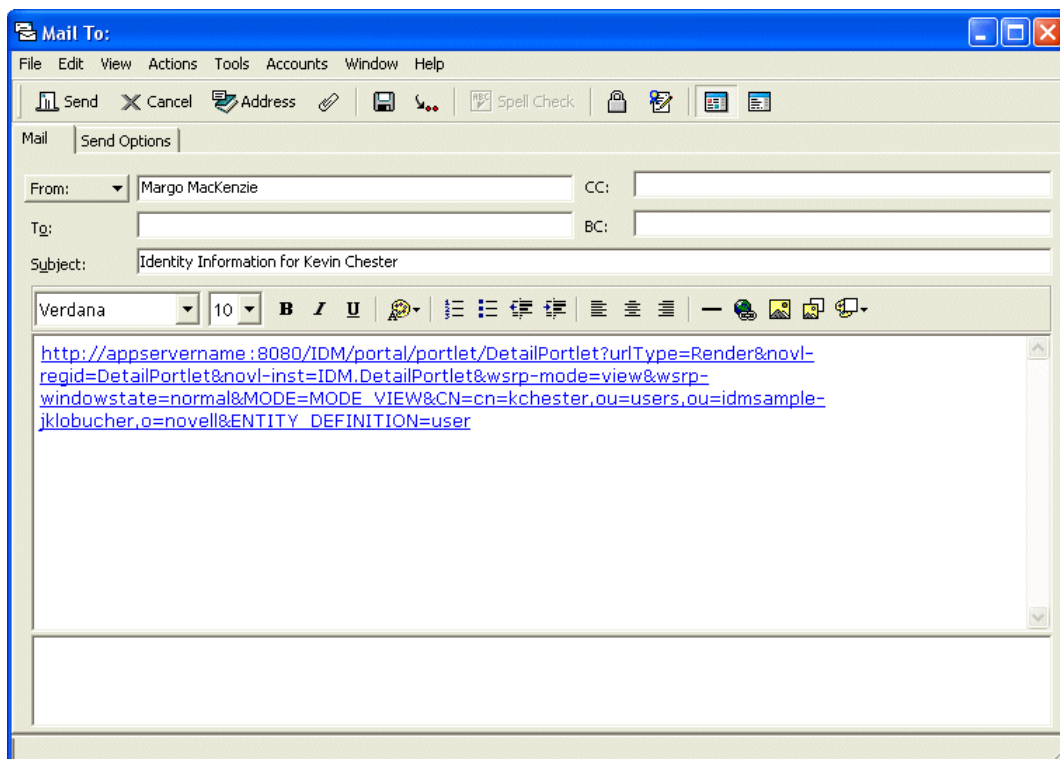 Mail To:
File Edit View Actions Tools Accounts Window Help
Send Cancel Address ABC Spell Check
Mail Send Options
From: Margo MacKenzie CC:
To: BC:
Subject: Identity Information for Kevin Chester
Verdana 10 B I U
http://appservername:8080/IDM/portal/portlet/DetailPortlet?urlType=Render&novl-
regid=DetailPortlet&novl-inst=IDM.DetailPortlet&wsrp-mode=view&wsrp-
windowstate=normal&MODE=MODE_VIEW&CN=cn=kchester,ou=users,ou=idmsample-
jklobucher,o=novell&ENTITY_DEFINITION=user